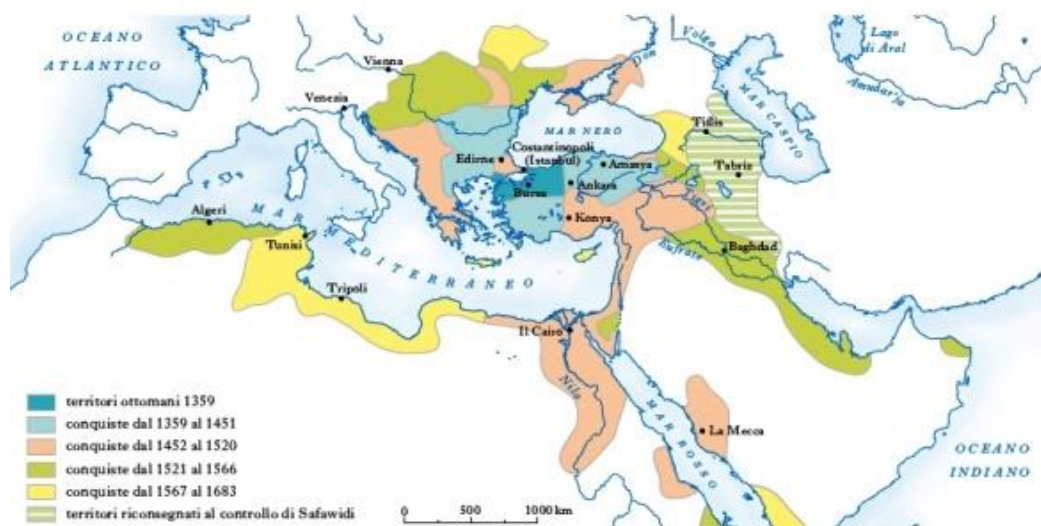 OCEANO
ATLANTICO
Vienna
Venezia
Volga
Don
Lago
di Aral
Amudar'ja
MAR CASPIO
MAR NERO
Tiflis
Edirne
Costantinopoli
(Istanbul)
Amasya
Tabriz
Bursa
Ankara
Konya
Tigri
Eufrate
Baghdad
Algeri
Tunisi
MAR MEDITERRANEO
Tripoli
Il Cairo
Nilo
MAR ROSSO
La Mecca
OCEANO
INDIANO
territori ottomani 1359
conquiste dal 1359 al 1451
conquiste dal 1452 al 1520
conquiste dal 1521 al 1566
conquiste dal 1567 al 1683
territori riconsegnati al controllo di Safawidi
0 500 1000 km